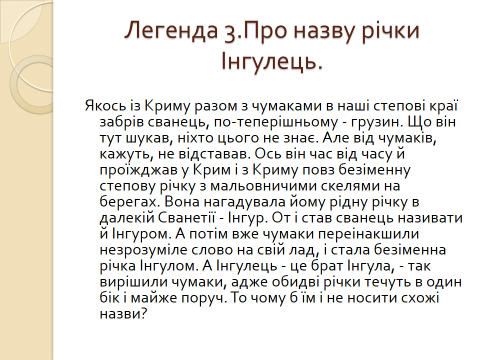 Легенда 3.Про назву річки
Інгулець.
Якось із Криму разом з чумаками в наші степові краї
забрів сванець, по-теперішньому - грузин. Що він
тут шукав, ніхто цього не знає. Але від чумаків,
кажуть, не відставав. Ось він час від часу й
проїжджав у Крим і з Криму повз безіменну
степову річку з мальовничими скелями на
берегах. Вона нагадувала йому рідну річку в
далекій Сванетії - Інгур. От і став сванець називати
й Інгуром. А потім вже чумаки переінакшили
незрозуміле слово на свій лад, і стала безіменна
річка Інгулом. А Інгулець - це брат Інгула, - так
вирішили чумаки, адже обидві річки течуть в один
бік і майже поруч. То чому б їм і не носити схожі
назви?